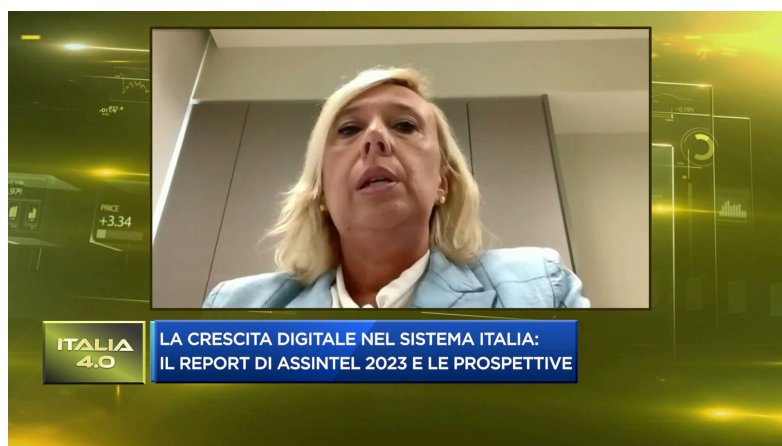 PRICE
+3.34
ITALIA
4.0
LA CRESCITA DIGITALE NEL SISTEMA ITALIA:
IL REPORT DI ASSINTEL 2023 E LE PROSPETTIVE